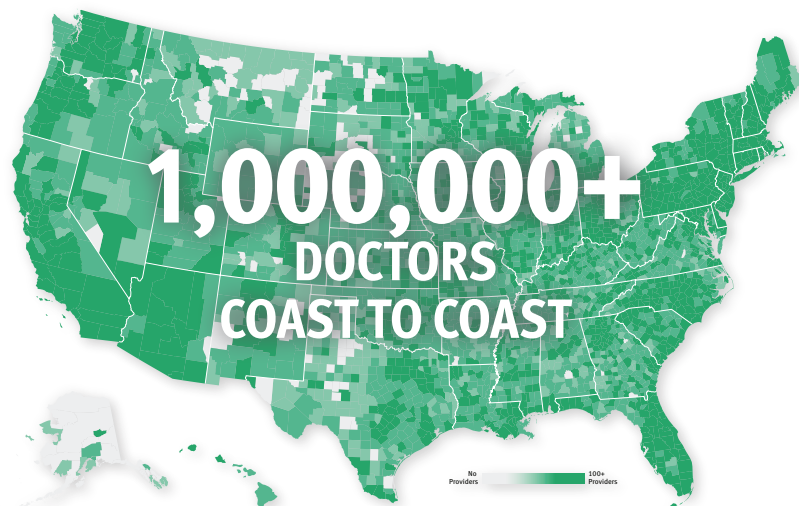 1,000,000+
DOCTORS
COAST TO COAST
No
Providers
100+
Providers